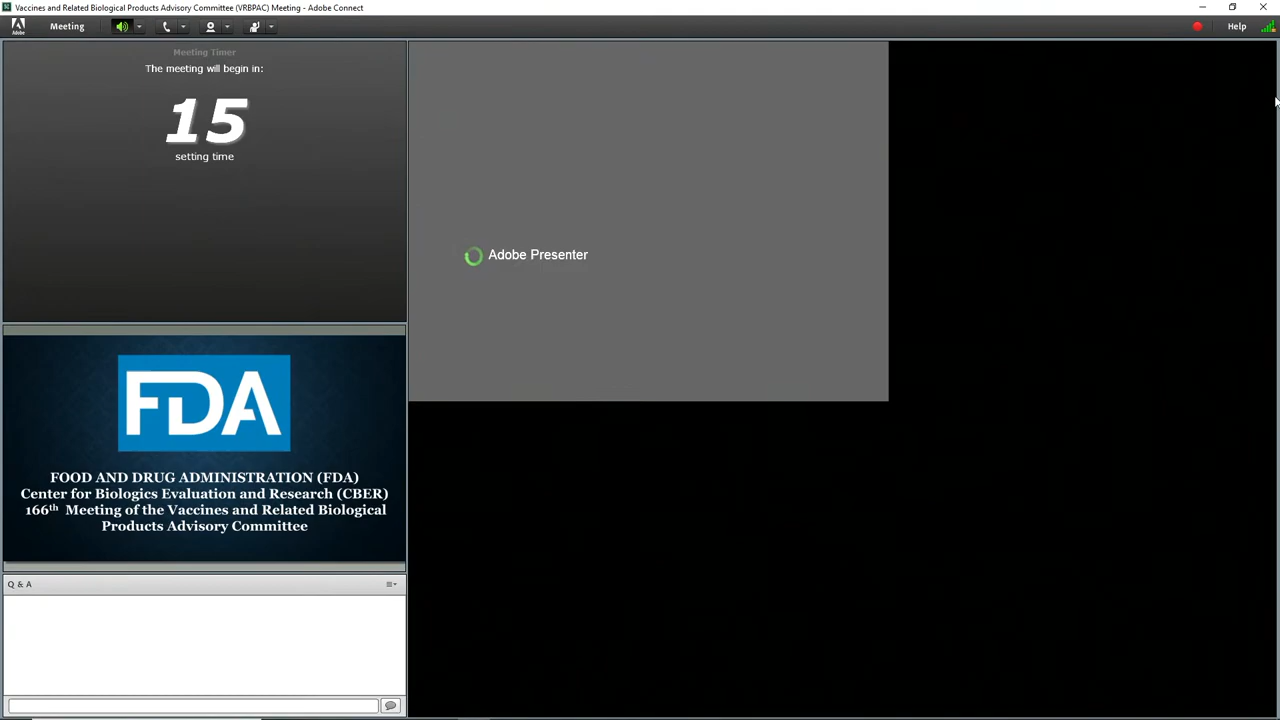 Vaccines and Related Biological Products Advisory Committee (VRBPAC) Meeting - Adobe Connect
Adobe
Meeting
Help
Meeting Timer
The meeting will begin in:
15
setting time
Adobe Presenter
FDA
FOOD AND DRUG ADMINISTRATION (FDA)
Center for Biologics Evaluation and Research (CBER)
166th Meeting of the Vaccines and Related Biological
Products Advisory Committee
Q & A